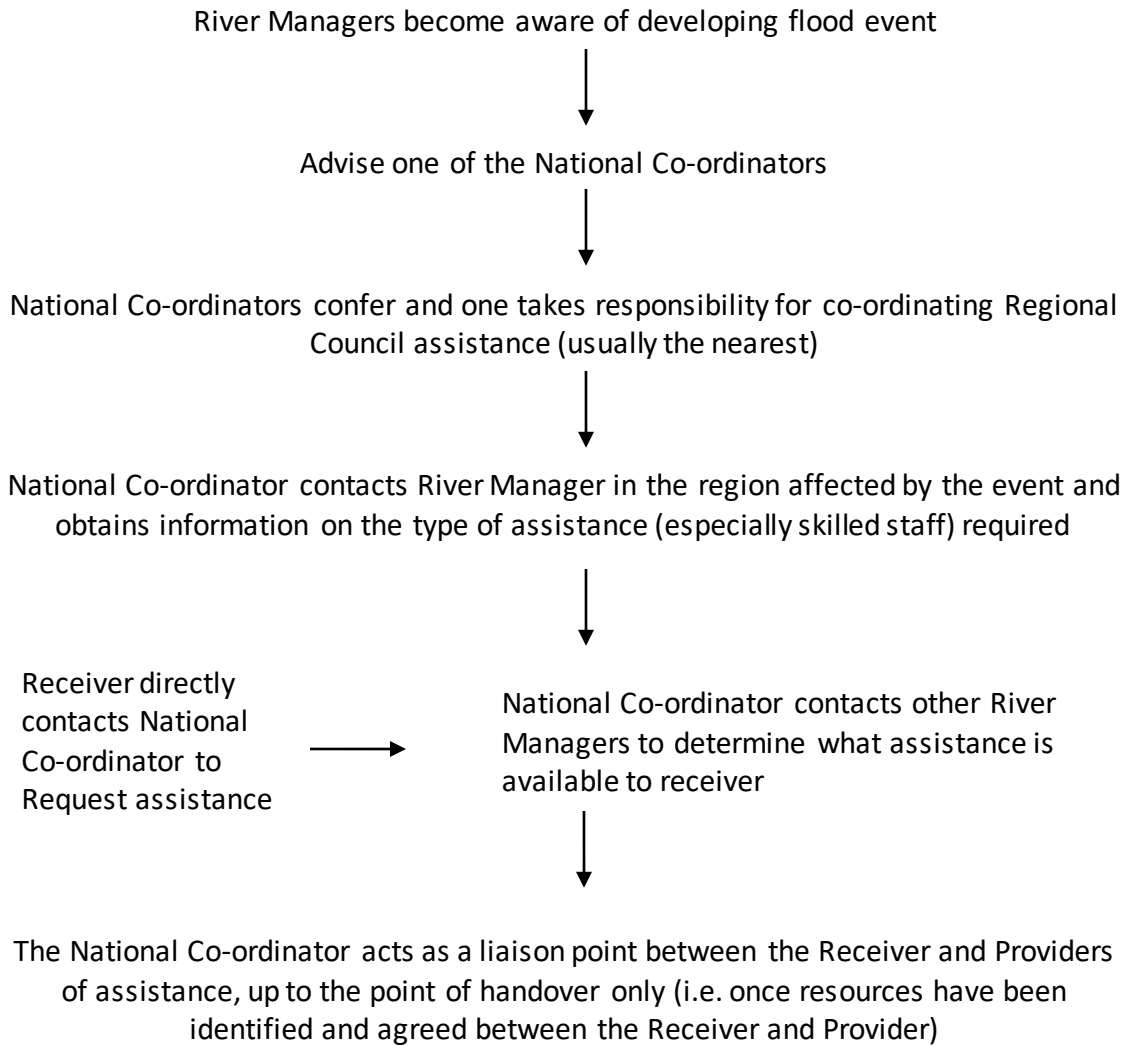 River Managers become aware of developing flood event
Advise one of the National Co-ordinators
National Co-ordinators confer and one takes responsibility for co-ordinating Regional
Council assistance (usually the nearest)
National Co-ordinator contacts River Manager in the region affected by the event and
obtains information on the type of assistance (especially skilled staff) required
Receiver directly
contacts National
Co-ordinator to
Request assistance
National Co-ordinator contacts other River
Managers to determine what assistance is
available to receiver
The National Co-ordinator acts as a liaison point between the Receiver and Providers
of assistance, up to the point of handover only (i.e. once resources have been
identified and agreed between the Receiver and Provider)